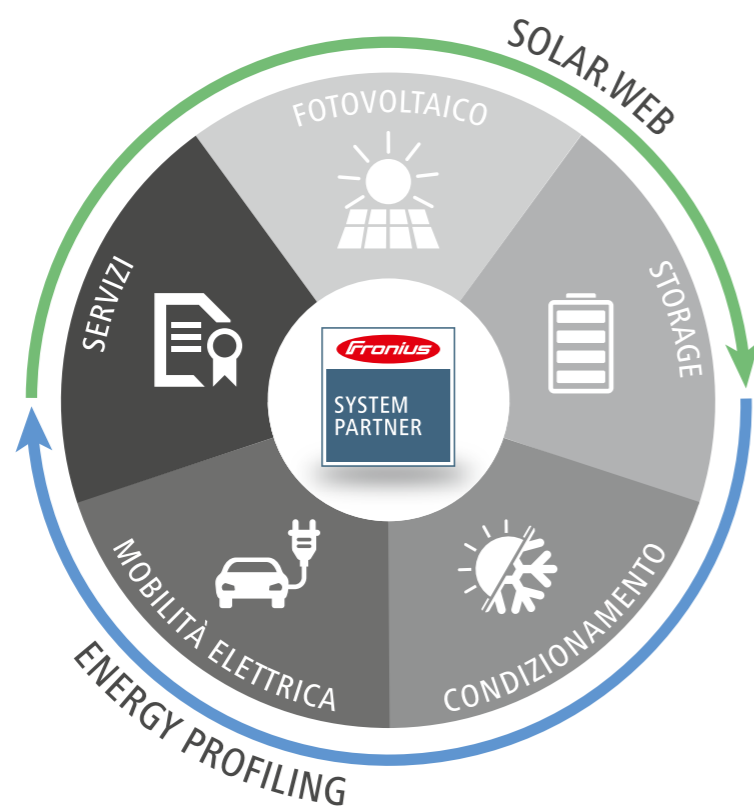 SOLAR.WEB
FOTOVOLTAICO
STORAGE
CONDIZIONAMENTO
MOBILITÀ ELETTRICA
SERVIZI
Fronius
SYSTEM
PARTNER
ENERGY PROFILING